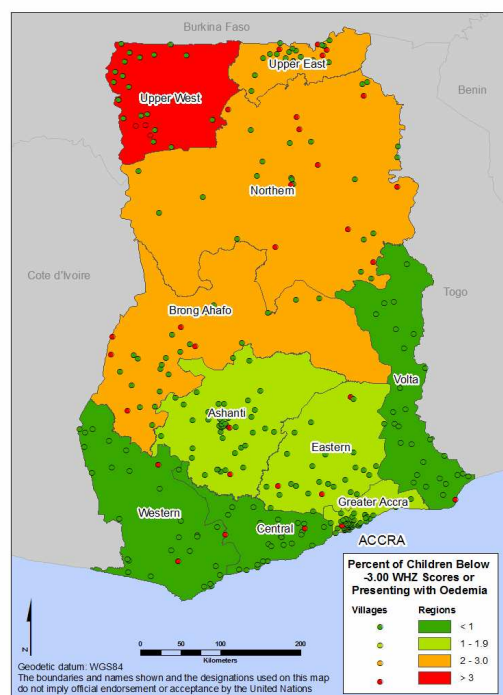 Burkina Faso
Upper East
Upper West
Benin
Northern
Cote d'Ivoire
Togo
Brong Ahafo
Volta
Ashanti
Eastern
Greater Accra
Western
Central
ACCRA
Percent of Children Below
-3.00 WHZ Scores or
Presenting with Oedema
Villages Regions
< 1
1 - 1.9
2 - 3.0
> 3
N
0 50 100 200
Kilometers
Geodetic datum: WGS84
The boundaries and names shown and the designations used on this map
do not imply official endorsement or acceptance by the United Nations